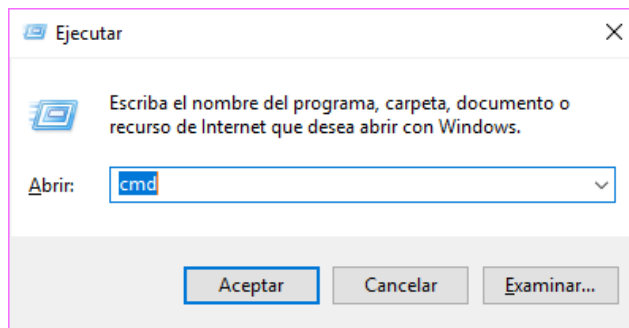 Ejecutar
Escriba el nombre del programa, carpeta, documento o
recurso de Internet que desea abrir con Windows.
Abrir: cmd
Aceptar Cancelar Examinar...